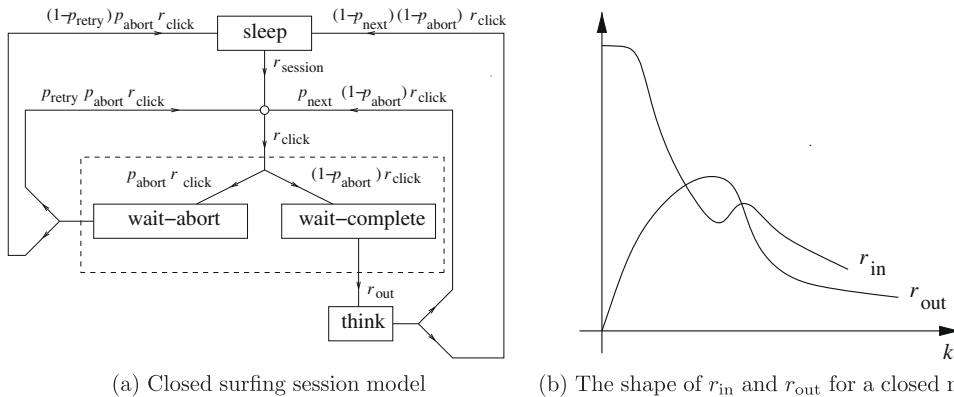 (1-p_retry) p_abort r_click
sleep
(1-p_next)(1-p_abort) r_click
r_session
p_retry p_abort r_click
p_next (1-p_abort) r_click
r_click
p_abort r_click
(1-p_abort) r_click
wait-abort
wait-complete
r_out
think
(a) Closed surfing session model
r_in
r_out
k
(b) The shape of r_in and r_out for a closed